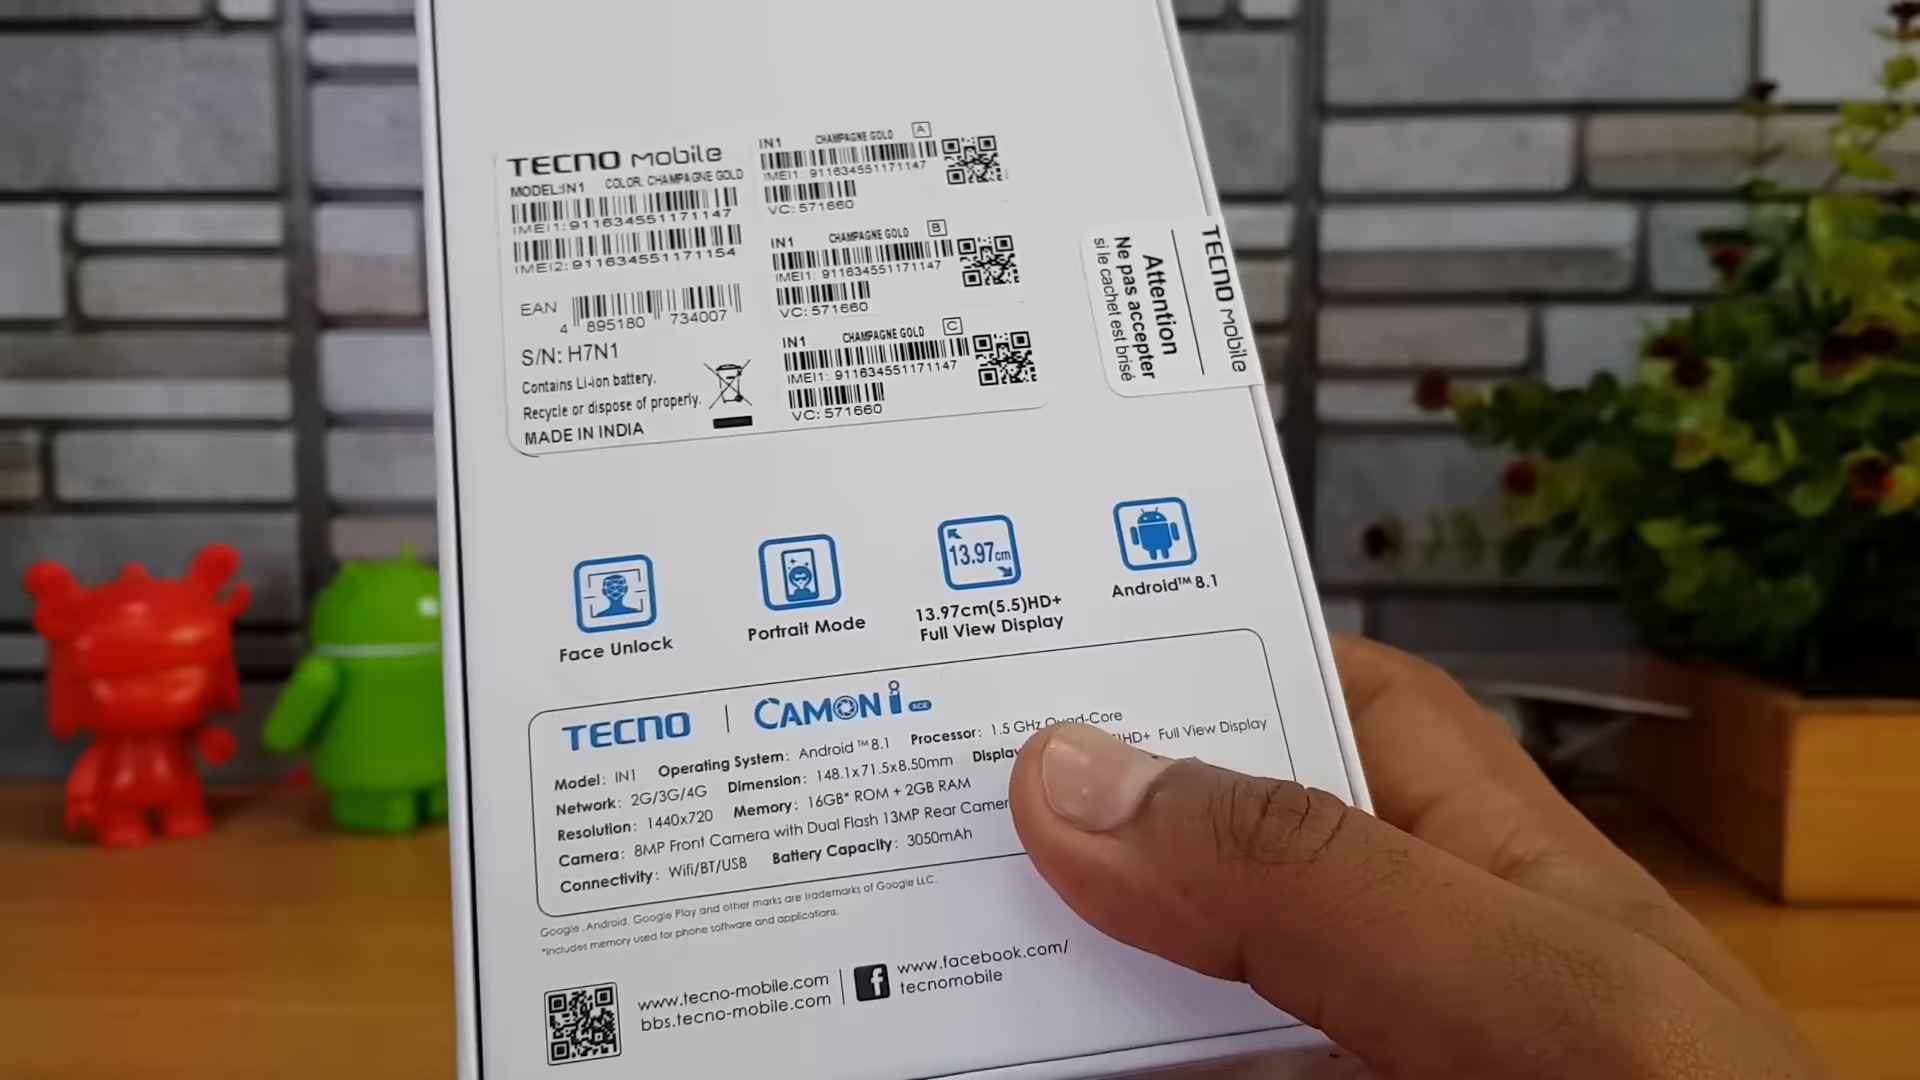 TECNO mobile
MODEL:IN1 COLOR: CHAMPAGNE GOLD
IMEI1:911634551171147
IMEI2:911634551171154
EAN
4 895180 734007
S/N: H7N1
Contains Li-ion battery.
Recycle or dispose of properly.
MADE IN INDIA
IN1 CHAMPAGNE GOLD A
IMEI1: 911634551171147
VC: 571660
IN1 CHAMPAGNE GOLD B
IMEI1: 911634551171147
VC: 571660
IN1 CHAMPAGNE GOLD C
IMEI1: 911634551171147
VC: 571660
TECNO mobile
Attention
Ne pas accepter
si le cachet est brisé
13.97cm
Face Unlock
Portrait Mode
13.97cm(5.5)HD+
Full View Display
Android™ 8.1
TECNO | CAMON i ACE
Model: IN1 Operating System: Android™ 8.1 Processor: 1.5 GHz Quad-Core
Network: 2G/3G/4G Dimension: 148.1x71.5x8.50mm Display HD+ Full View Display
Resolution: 1440x720 Memory: 16GB* ROM + 2GB RAM
Camera: 8MP Front Camera with Dual Flash 13MP Rear Camer
Connectivity: Wifi/BT/USB Battery Capacity: 3050mAh
Google, Android, Google Play and other marks are trademarks of Google LLC.
*Includes memory used for phone software and applications.
www.tecno-mobile.com
bbs.tecno-mobile.com
f www.facebook.com/
tecnomobile